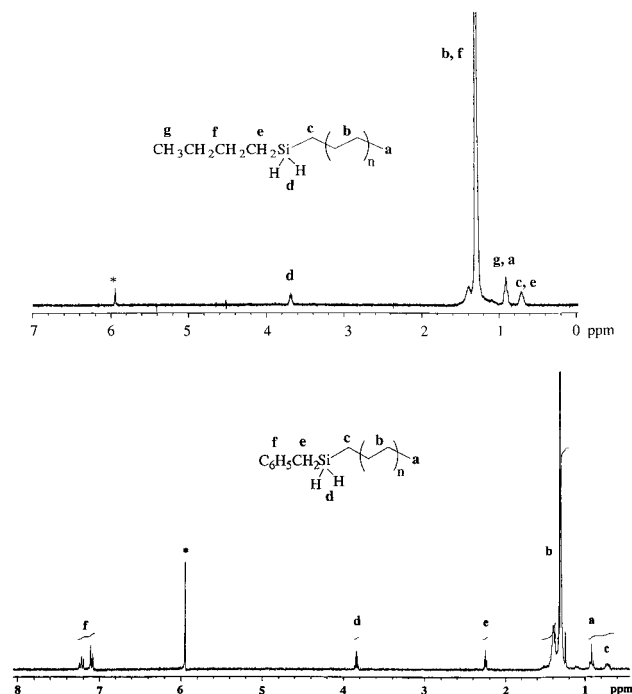 b, f
g f e c b
CH3CH2CH2CH2Si a
n
H H
d
g, a
* d c, e
7 6 5 4 3 2 1 0 ppm
f e c b
C6H5CH2Si a
n
H H
d
*
b
f d e a
c
8 7 6 5 4 3 2 1 ppm